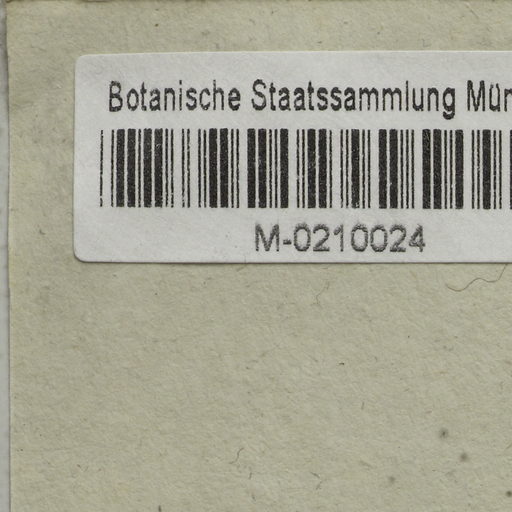 Botanische Staatssammlung Mün
M-0210024